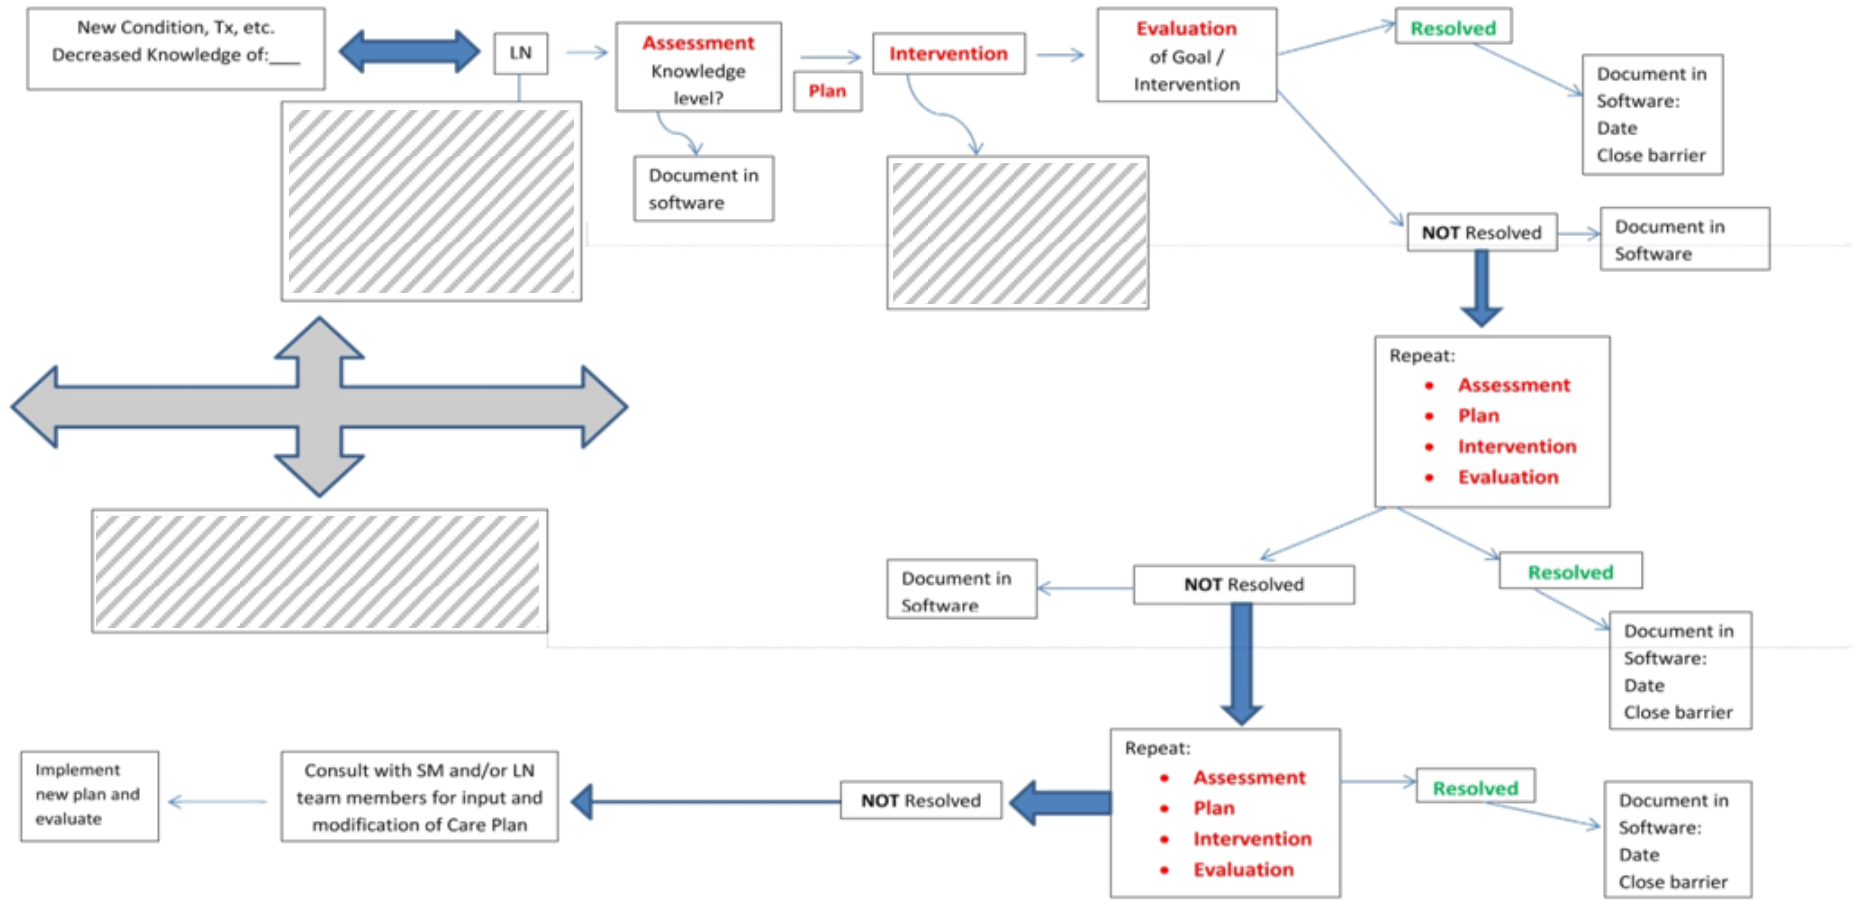 New Condition, Tx, etc.
Decreased Knowledge of:___
LN
Assessment
Knowledge
level?
Plan
Intervention
Evaluation
of Goal /
Intervention
Resolved
Document in
Software:
Date
Close barrier
Document in
software
NOT Resolved
Document in
Software
Repeat:
• Assessment
• Plan
• Intervention
• Evaluation
Document in
Software
NOT Resolved
Resolved
Document in
Software:
Date
Close barrier
Implement
new plan and
evaluate
Consult with SM and/or LN
team members for input and
modification of Care Plan
NOT Resolved
Repeat:
• Assessment
• Plan
• Intervention
• Evaluation
Resolved
Document in
Software:
Date
Close barrier